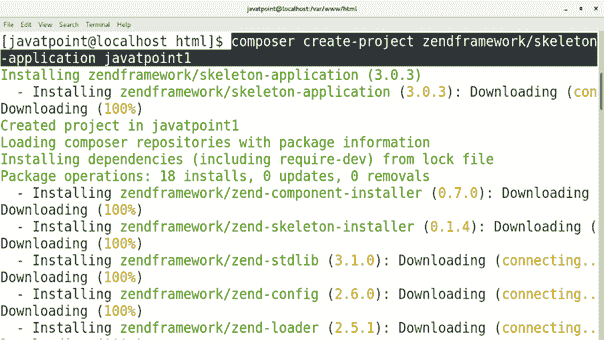 javatpoint@localhost:/var/www/html
File Edit View Search Terminal Help
[javatpoint@localhost html]$ composer create-project zendframework/skeleton
-application javatpoint1
Installing zendframework/skeleton-application (3.0.3)
- Installing zendframework/skeleton-application (3.0.3): Downloading (con
Downloading (100%)
Created project in javatpoint1
Loading composer repositories with package information
Installing dependencies (including require-dev) from lock file
Package operations: 18 installs, 0 updates, 0 removals
- Installing zendframework/zend-component-installer (0.7.0): Downloading
Downloading (100%)
- Installing zendframework/zend-skeleton-installer (0.1.4): Downloading (
Downloading (100%)
- Installing zendframework/zend-stdlib (3.1.0): Downloading (connecting..
Downloading (100%)
- Installing zendframework/zend-config (2.6.0): Downloading (connecting..
Downloading (100%)
- Installing zendframework/zend-loader (2.5.1): Downloading (connecting..